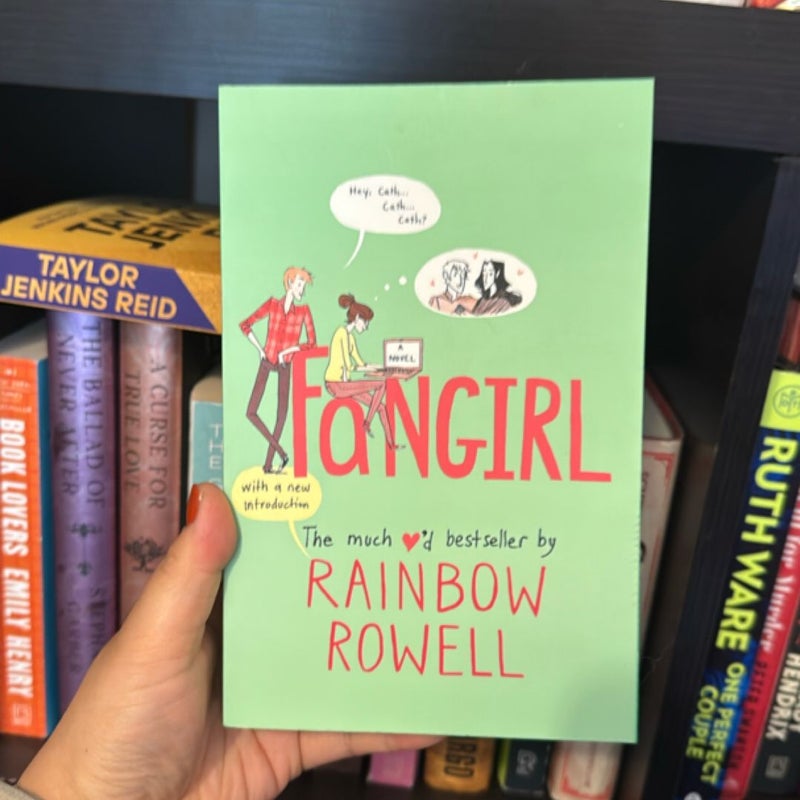 Hey, Cath...
Cath...
Cath?
A
NOVEL
FaNGIRL
with a new
introduction
The much ♥'d bestseller by
RAINBOW
ROWELL
TAYLOR
JENKINS REID
BOOK LOVERS EMILY HENRY
THE BALLAD OF
NEVER AFTER
A CURSE FOR
TRUE LOVE
THE
RUTH WARE ONE PERFECT
COUPLE
HENDRIX